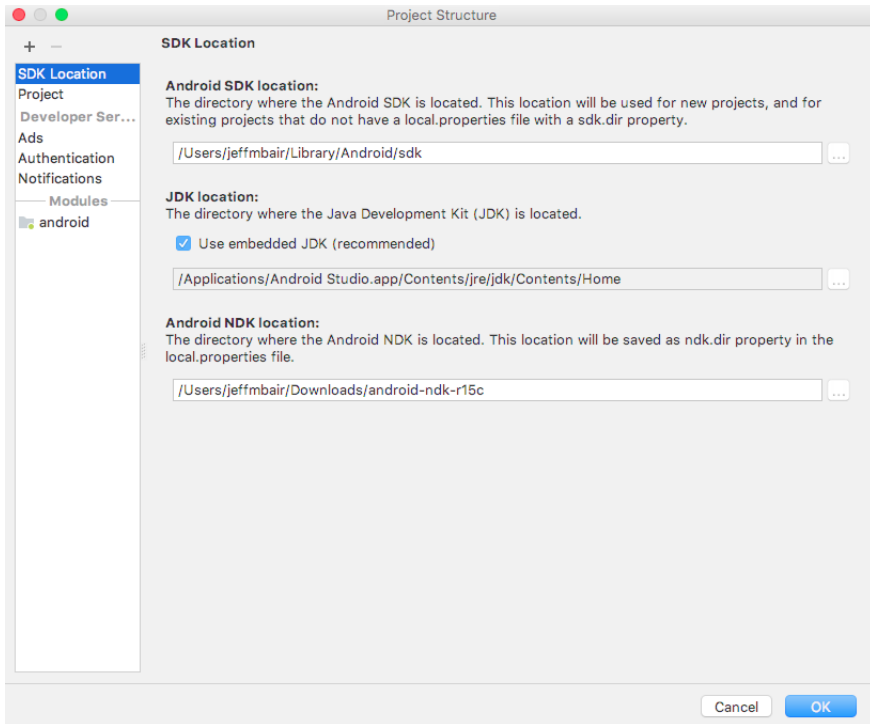 Project Structure
+ −
SDK Location
Project
Developer Ser...
Ads
Authentication
Notifications
Modules
android
SDK Location
Android SDK location:
The directory where the Android SDK is located. This location will be used for new projects, and for
existing projects that do not have a local.properties file with a sdk.dir property.
/Users/jeffmbair/Library/Android/sdk
...
JDK location:
The directory where the Java Development Kit (JDK) is located.
Use embedded JDK (recommended)
/Applications/Android Studio.app/Contents/jre/jdk/Contents/Home
...
Android NDK location:
The directory where the Android NDK is located. This location will be saved as ndk.dir property in the
local.properties file.
/Users/jeffmbair/Downloads/android-ndk-r15c
...
Cancel
OK